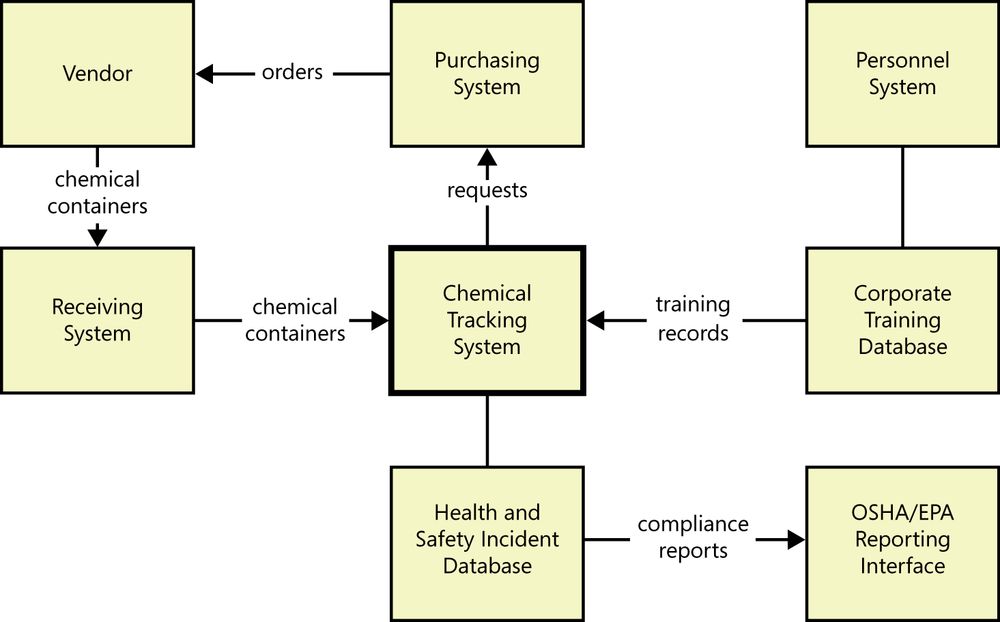 Vendor
orders
Purchasing
System
Personnel
System
chemical
containers
requests
Receiving
System
chemical
containers
Chemical
Tracking
System
training
records
Corporate
Training
Database
Health and
Safety Incident
Database
compliance
reports
OSHA/EPA
Reporting
Interface